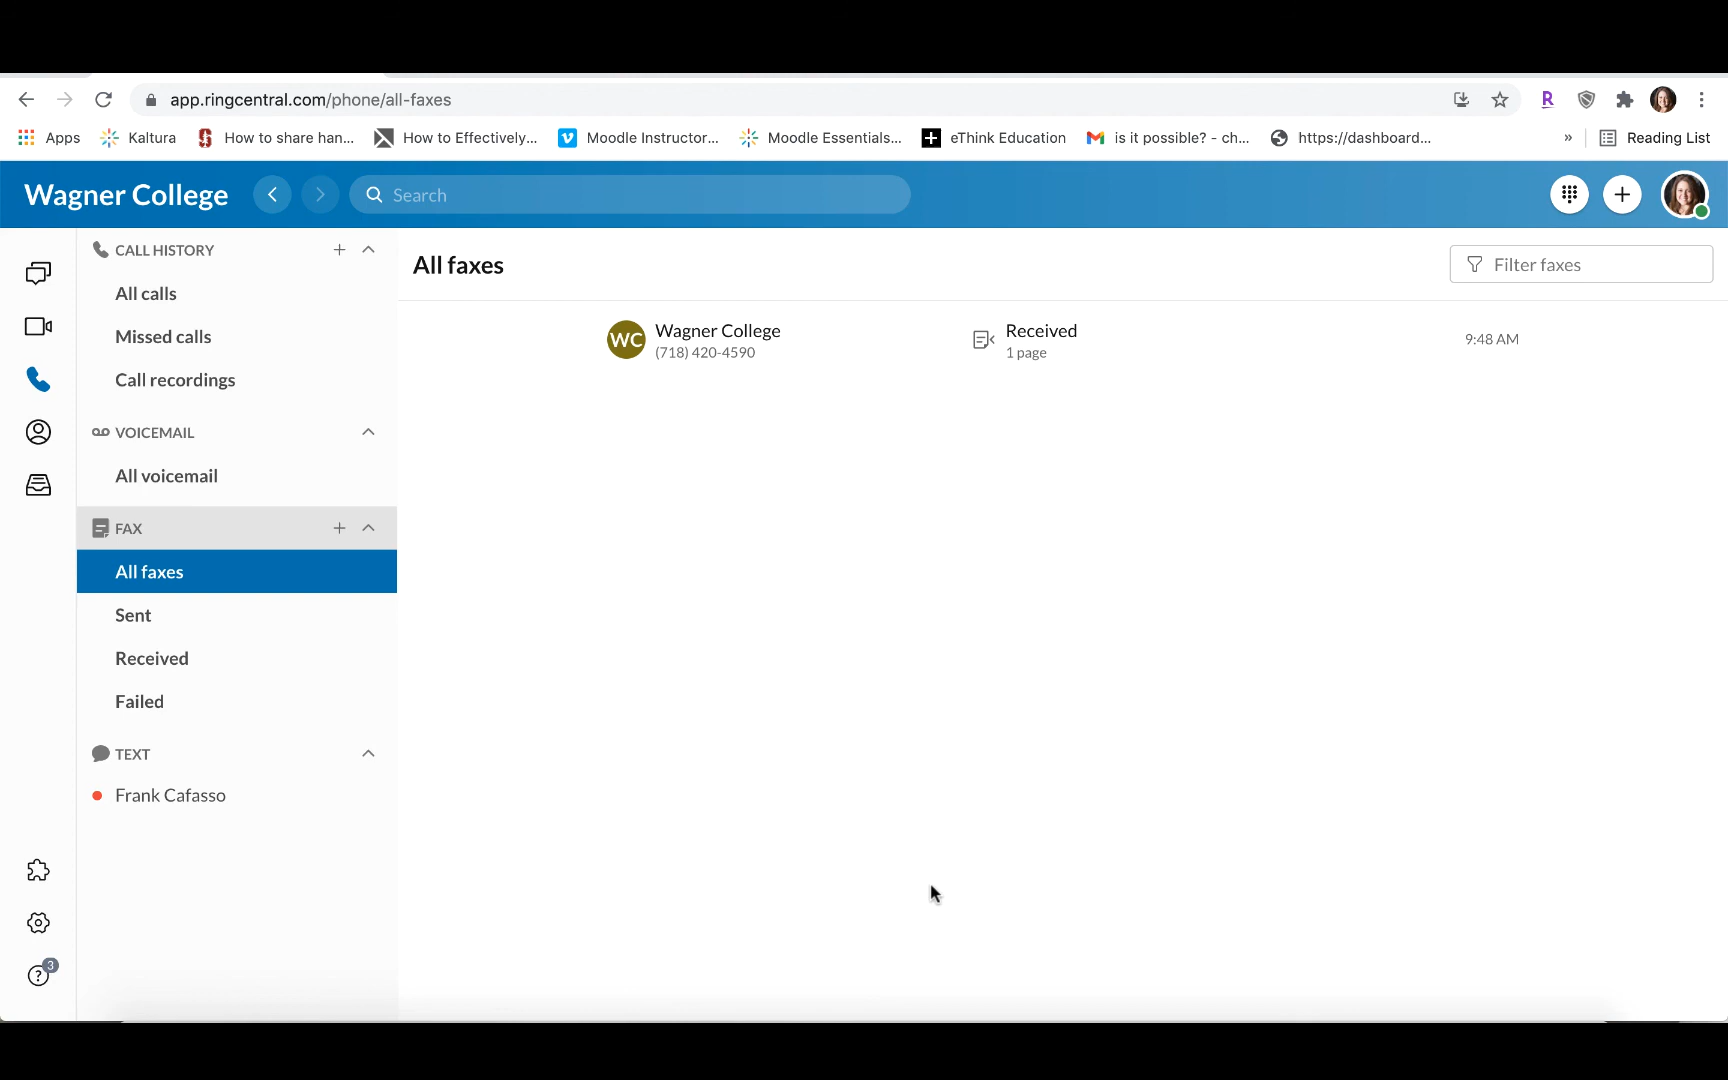 app.ringcentral.com/phone/all-faxes
R
Apps
Kaltura
How to share han...
How to Effectively...
Moodle Instructor...
Moodle Essentials...
eThink Education
is it possible? - ch...
https://dashboard...
»
Reading List
Wagner College
Search
CALL HISTORY
All calls
Missed calls
Call recordings
VOICEMAIL
All voicemail
FAX
All faxes
Sent
Received
Failed
TEXT
Frank Cafasso
3
All faxes
Filter faxes
WC
Wagner College
(718) 420-4590
Received
1 page
9:48 AM